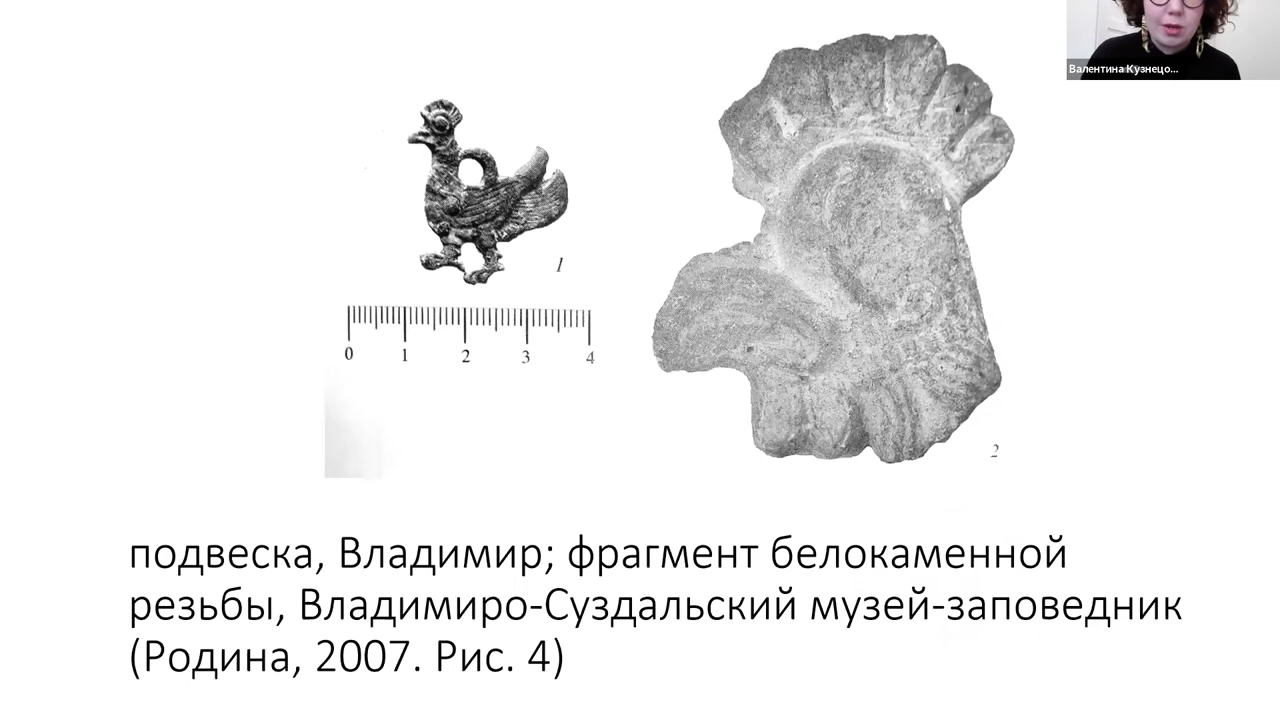 Валентина Кузнецо...
1
0 1 2 3 4
2
подвеска, Владимир; фрагмент белокаменной
резьбы, Владимиро-Суздальский музей-заповедник
(Родина, 2007. Рис. 4)